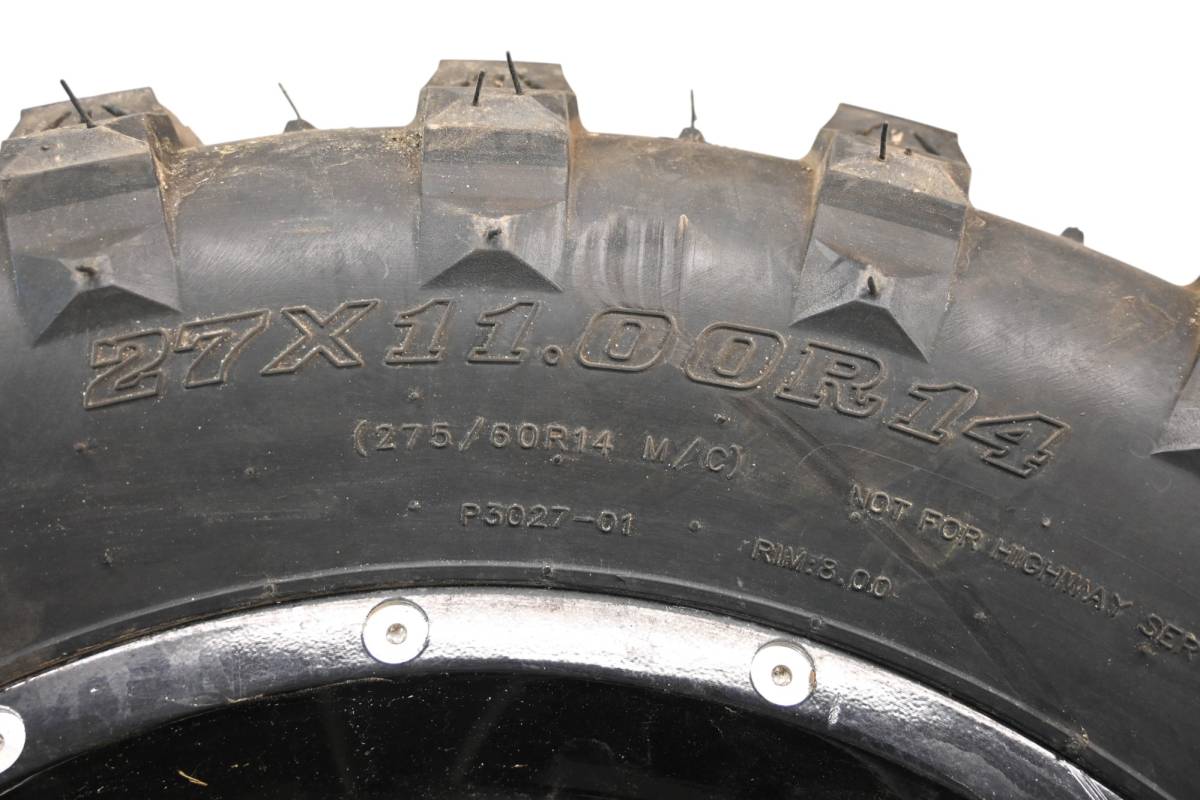 27X11.00R14
(275/60R14 M/C)
P3027-01
RIM:8.00
NOT FOR HIGHWAY